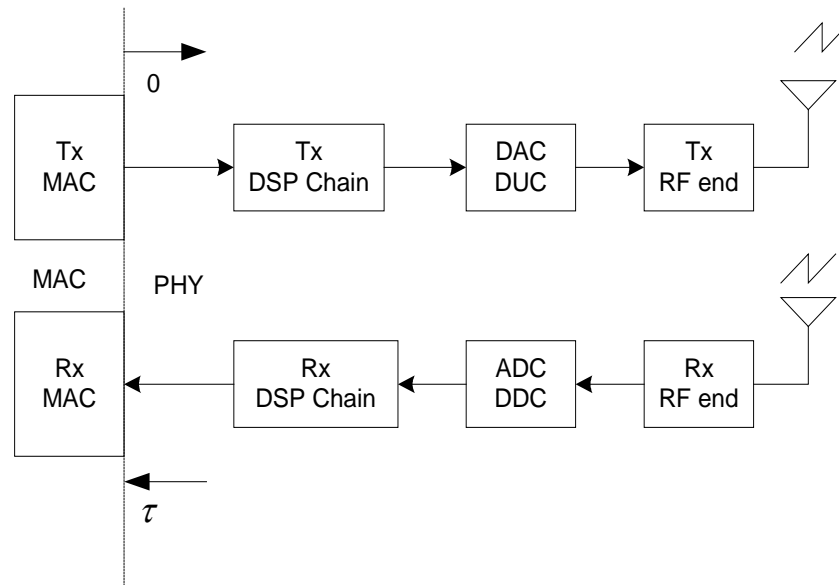 0
Tx
MAC
Tx
DSP Chain
DAC
DUC
Tx
RF end
MAC
PHY
Rx
MAC
Rx
DSP Chain
ADC
DDC
Rx
RF end
τ